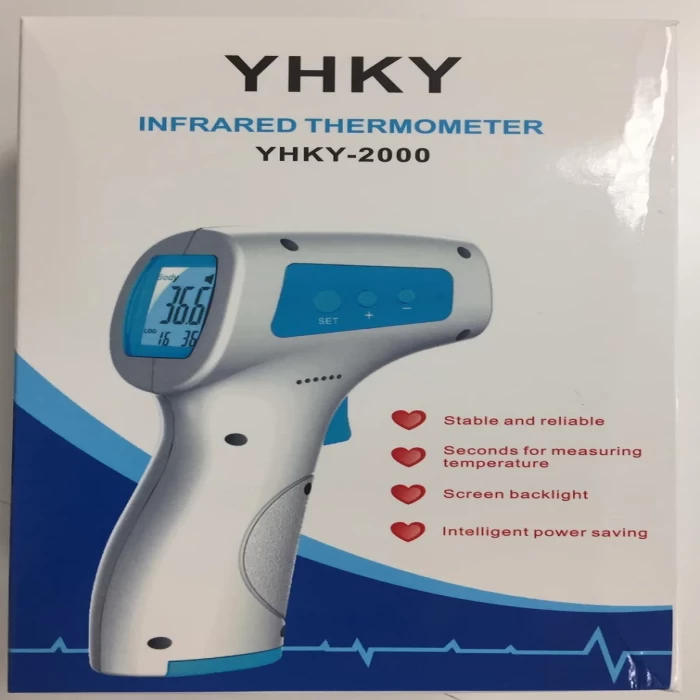 YHKY
INFRARED THERMOMETER
YHKY-2000
Body
36.6
LOG
16 36
SET
+
−
Stable and reliable
Seconds for measuring
temperature
Screen backlight
Intelligent power saving